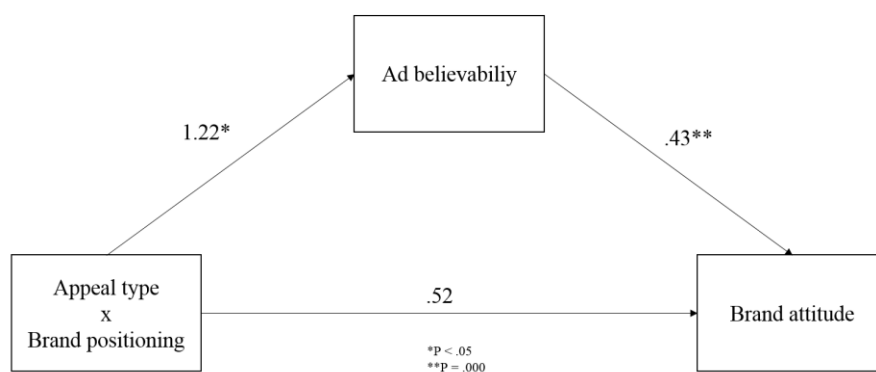 Ad believabiliy
1.22*
.43**
Appeal type
x
Brand positioning
.52
Brand attitude
*P < .05
**P = .000